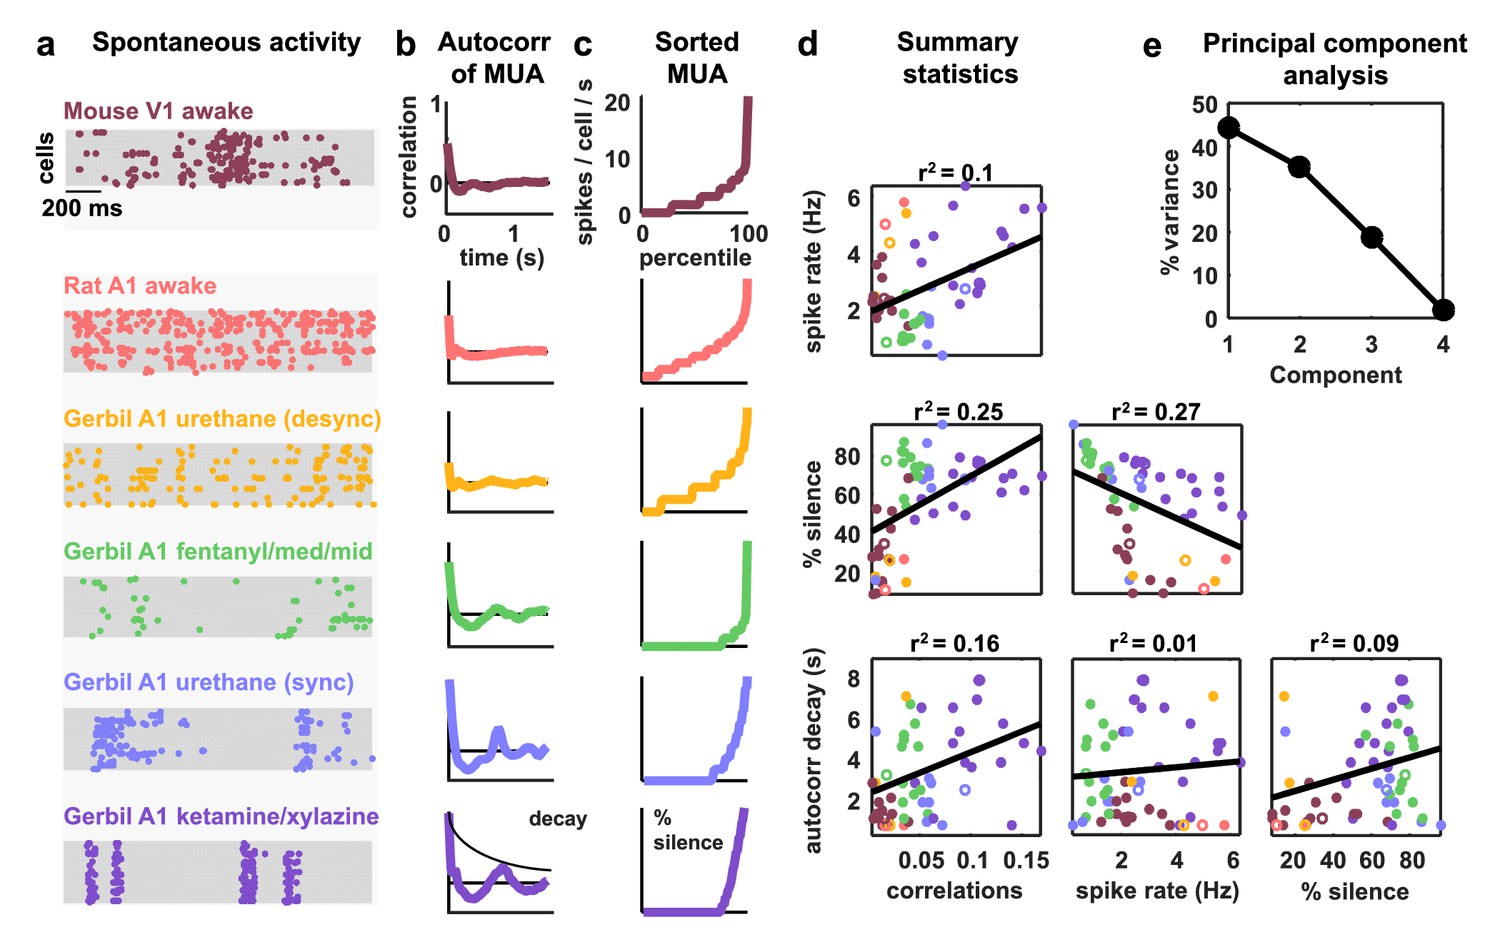 a Spontaneous activity
Mouse V1 awake
cells
200 ms
Rat A1 awake
Gerbil A1 urethane (desync)
Gerbil A1 fentanyl/med/mid
Gerbil A1 urethane (sync)
Gerbil A1 ketamine/xylazine
b Autocorr
of MUA
correlation
1
0
0 1
time (s)
decay
c Sorted
MUA
spikes / cell / s
20
10
0
0 100
percentile
%
silence
d Summary
statistics
r² = 0.1
spike rate (Hz)
6
4
2
r² = 0.25
r² = 0.27
% silence
80
60
40
20
r² = 0.16
r² = 0.01
r² = 0.09
autocorr decay (s)
8
6
4
2
0.05 0.1 0.15
correlations
2 4 6
spike rate (Hz)
20 40 60 80
% silence
e Principal component
analysis
% variance
50
40
30
20
10
0
1 2 3 4
Component